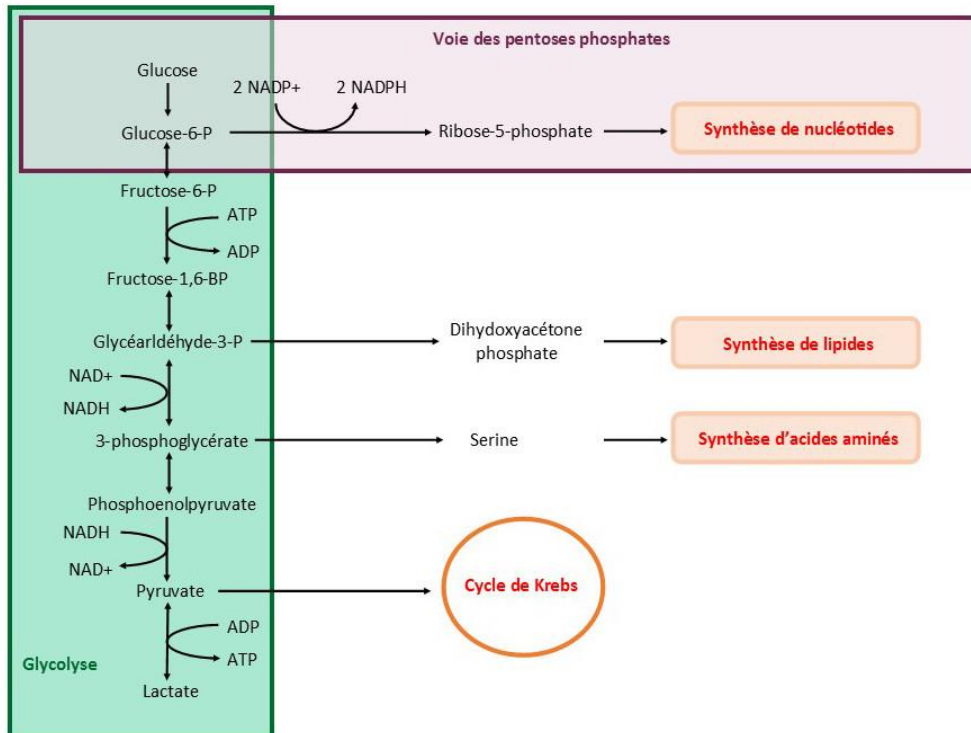 Voie des pentoses phosphates
Glucose
2 NADP+
2 NADPH
Glucose-6-P
Ribose-5-phosphate
Synthèse de nucléotides
Fructose-6-P
ATP
ADP
Fructose-1,6-BP
Glycéarldéhyde-3-P
Dihydoxyacétone
phosphate
Synthèse de lipides
NAD+
NADH
3-phosphoglycérate
Serine
Synthèse d'acides aminés
Phosphoenolpyruvate
NADH
NAD+
Pyruvate
Cycle de Krebs
ADP
ATP
Glycolyse
Lactate